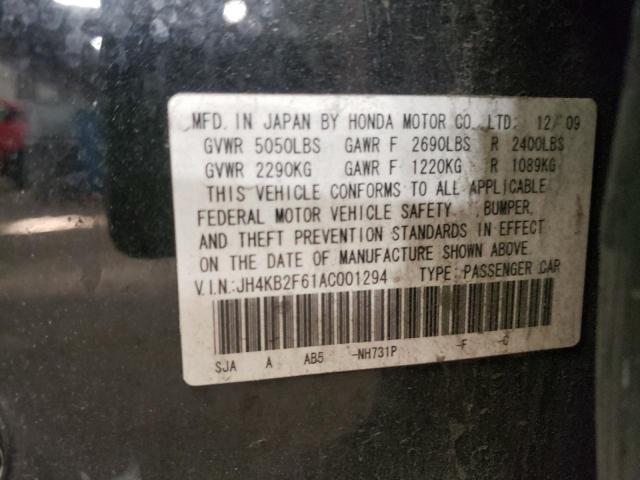 MFD. IN JAPAN BY HONDA MOTOR CO., LTD. 12/09
GVWR 5050LBS GAWR F 2690LBS R 2400LBS
GVWR 2290KG GAWR F 1220KG R 1089KG
THIS VEHICLE CONFORMS TO ALL APPLICABLE
FEDERAL MOTOR VEHICLE SAFETY , BUMPER,
AND THEFT PREVENTION STANDARDS IN EFFECT
ON THE DATE OF MANUFACTURE SHOWN ABOVE.
V.I.N.:JH4KB2F61AC001294 TYPE: PASSENGER CAR
SJA A AB5 -NH731P -F -C